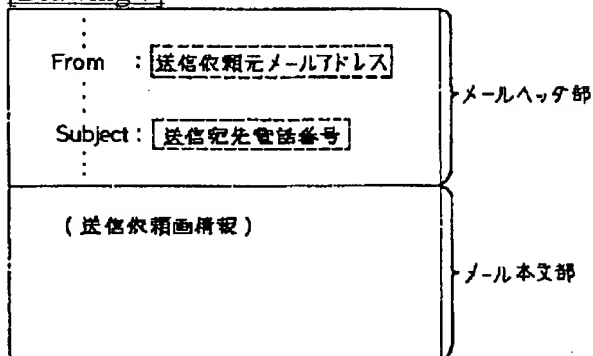 From : 送信依頼元メールアドレス
メールヘッダ部
Subject : 送信宛先電話番号
(送信依頼画情報)
メール本文部